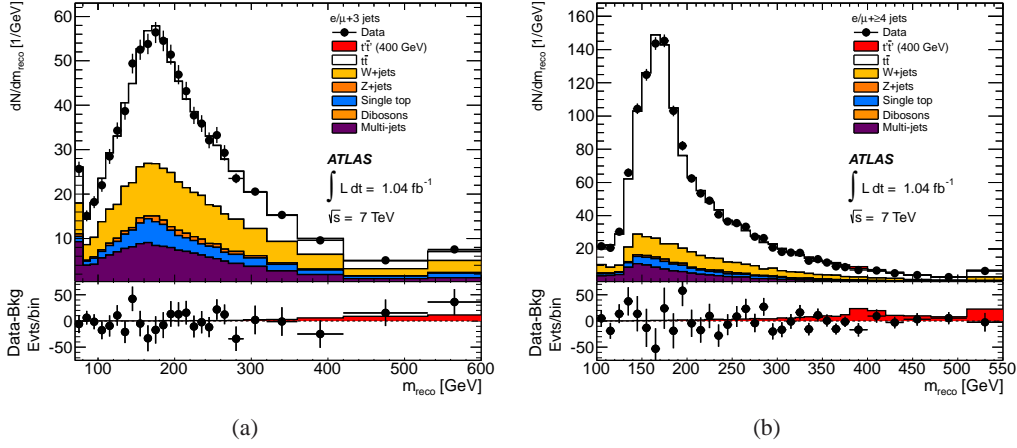 dN/dm_reco [1/GeV]
60
50
40
30
20
10
e/μ+3 jets
Data
t't̄' (400 GeV)
tt̄
W+jets
Z+jets
Single top
Dibosons
Multi-jets
ATLAS
∫ L dt = 1.04 fb⁻¹
√s = 7 TeV
Data-Bkg
Evts/bin
50
0
-50
100 200 300 400 500 600
m_reco [GeV]
(a)
dN/dm_reco [1/GeV]
160
140
120
100
80
60
40
20
e/μ+≥4 jets
Data
t't̄' (400 GeV)
tt̄
W+jets
Z+jets
Single top
Dibosons
Multi-jets
ATLAS
∫ L dt = 1.04 fb⁻¹
√s = 7 TeV
Data-Bkg
Evts/bin
50
0
-50
100 150 200 250 300 350 400 450 500 550
m_reco [GeV]
(b)